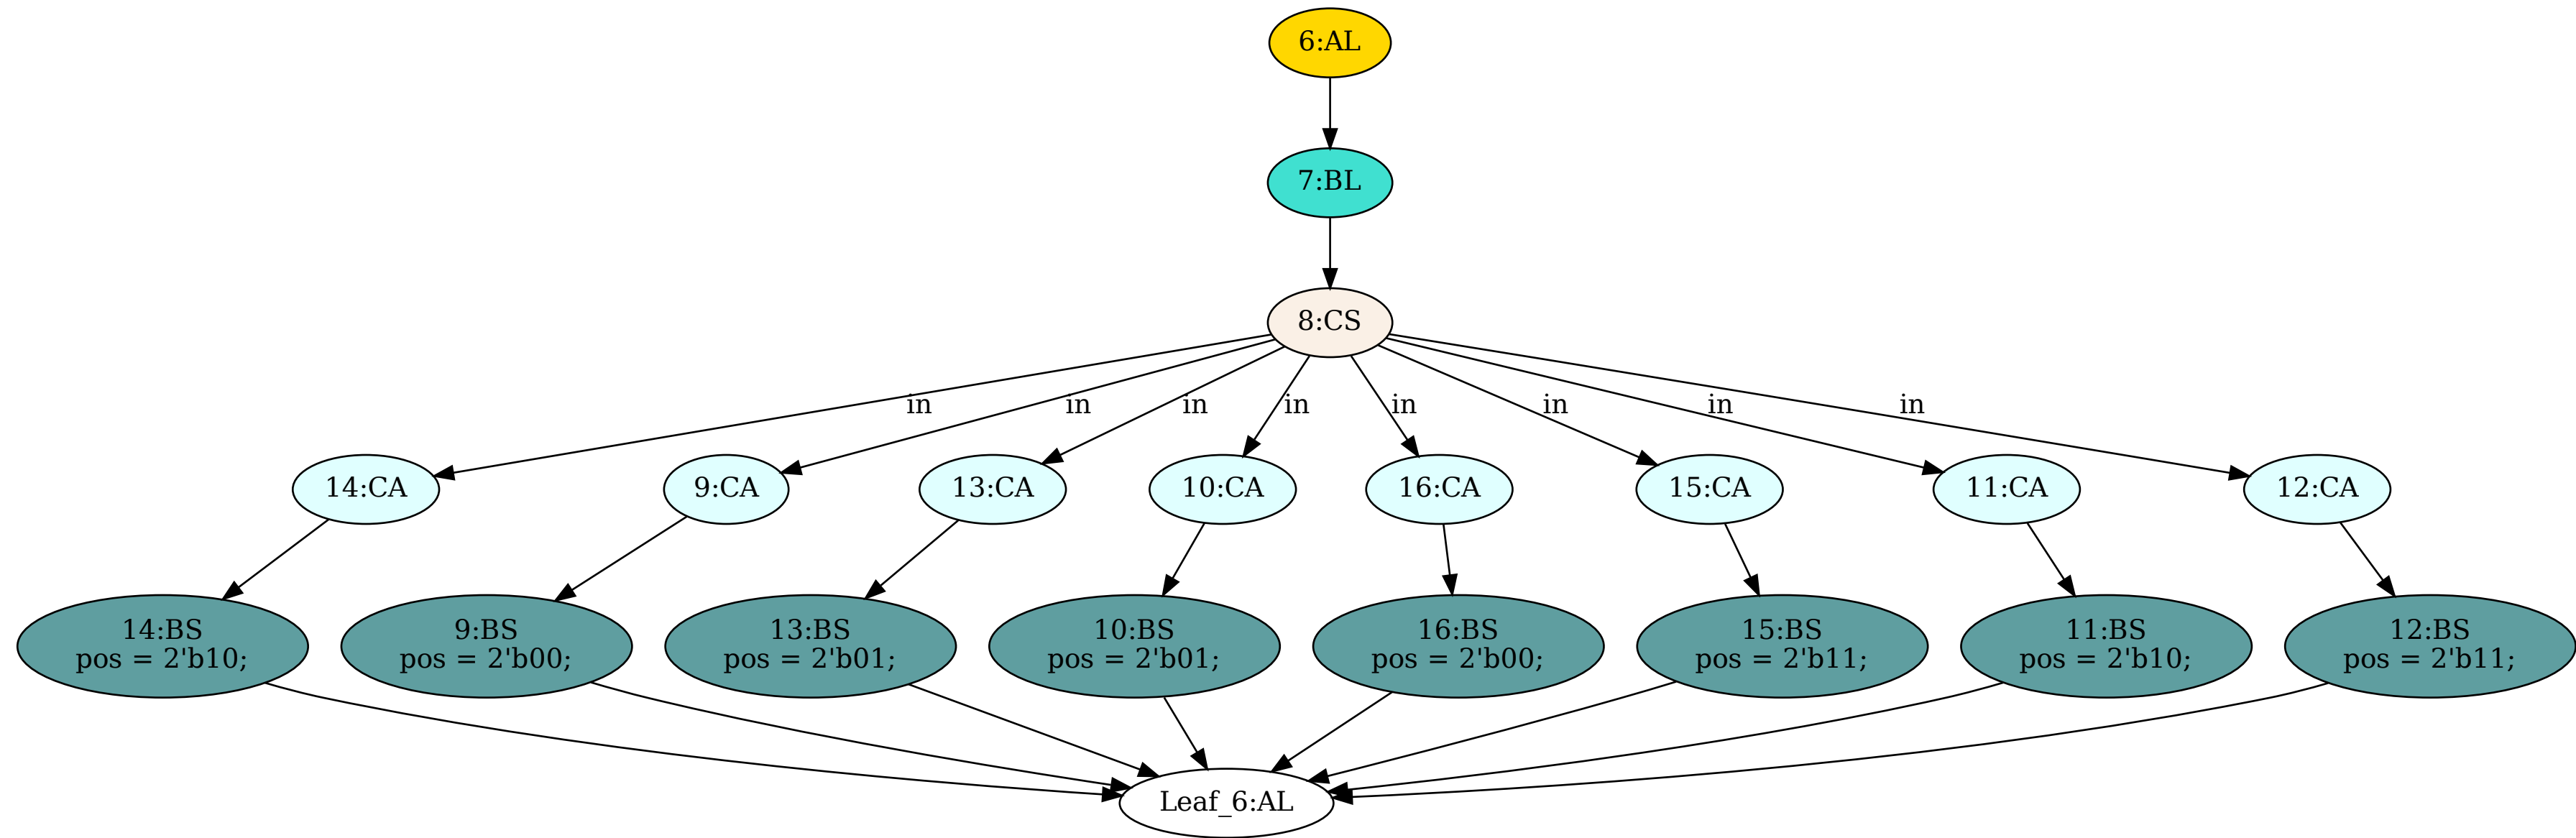 6:AL
7:BL
8:CS
in in in in in in in in
14:CA 9:CA 13:CA 10:CA 16:CA 15:CA 11:CA 12:CA
14:BS
pos = 2'b10;
9:BS
pos = 2'b00;
13:BS
pos = 2'b01;
10:BS
pos = 2'b01;
16:BS
pos = 2'b00;
15:BS
pos = 2'b11;
11:BS
pos = 2'b10;
12:BS
pos = 2'b11;
Leaf_6:AL